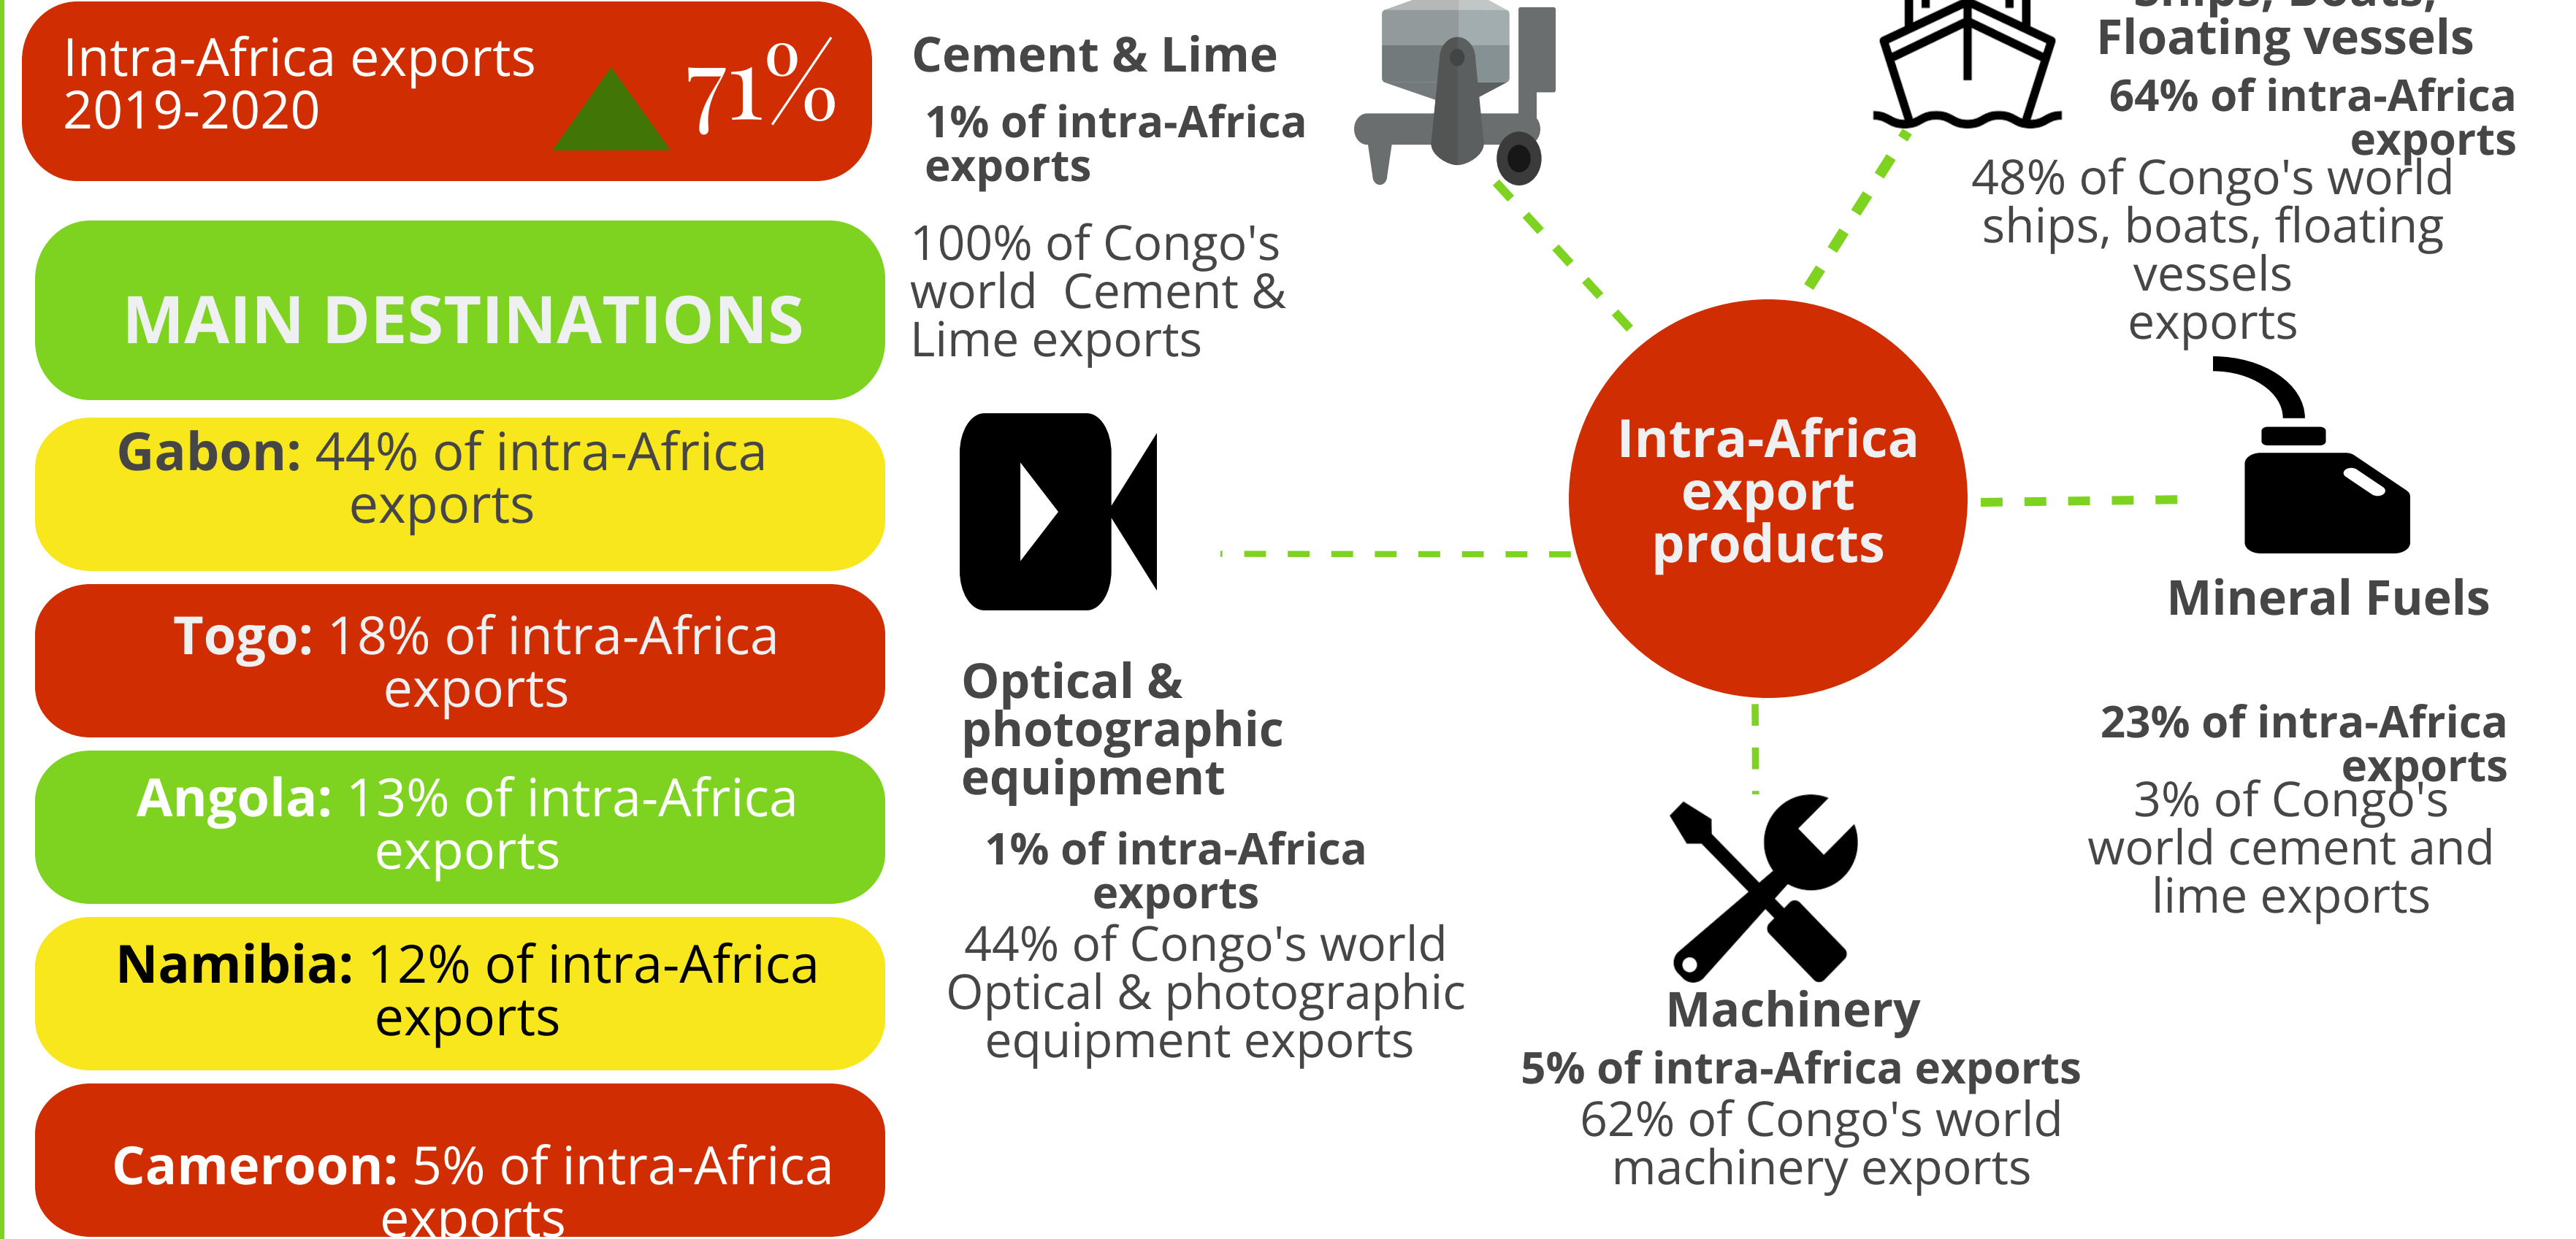 Intra-Africa exports
2019-2020
71%
MAIN DESTINATIONS
Gabon: 44% of intra-Africa
exports
Togo: 18% of intra-Africa
exports
Angola: 13% of intra-Africa
exports
Namibia: 12% of intra-Africa
exports
Cameroon: 5% of intra-Africa
exports
Cement & Lime
1% of intra-Africa
exports
100% of Congo's
world Cement &
Lime exports
Ships, Boats,
Floating vessels
64% of intra-Africa
exports
48% of Congo's world
ships, boats, floating
vessels
exports
Intra-Africa
export
products
Mineral Fuels
23% of intra-Africa
exports
3% of Congo's
world cement and
lime exports
Optical &
photographic
equipment
1% of intra-Africa
exports
44% of Congo's world
Optical & photographic
equipment exports
Machinery
5% of intra-Africa exports
62% of Congo's world
machinery exports